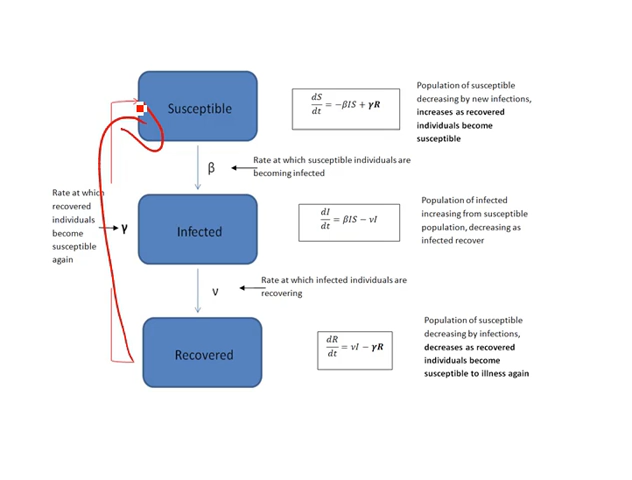 Susceptible
dS/dt = −βIS + γR
Population of susceptible
decreasing by new infections,
increases as recovered
individuals become
susceptible
β
Rate at which susceptible individuals are
becoming infected
Rate at which
recovered
individuals
become
susceptible
again
γ
Infected
dI/dt = βIS − νI
Population of infected
increasing from susceptible
population, decreasing as
infected recover
ν
Rate at which infected individuals are
recovering
Recovered
dR/dt = νI − γR
Population of susceptible
decreasing by infections,
decreases as recovered
individuals become
susceptible to illness again